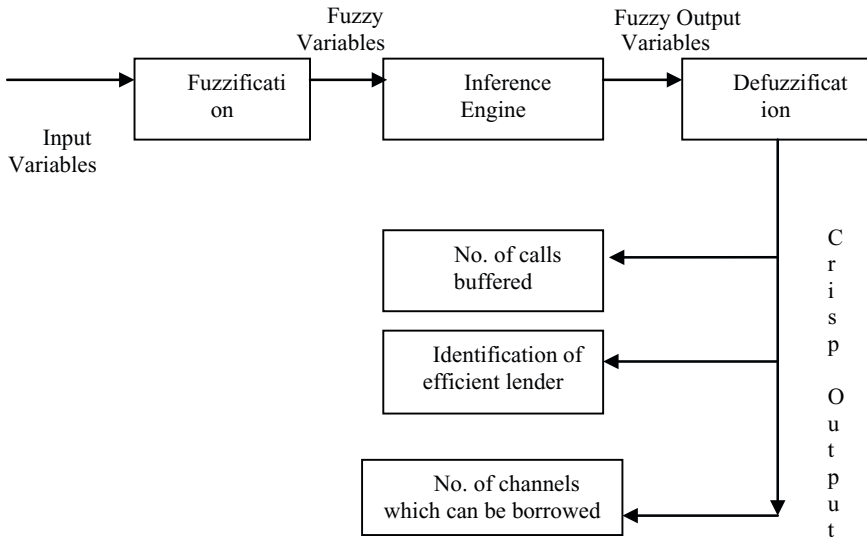 Fuzzy
Variables
Fuzzy Output
Variables
Fuzzificati
on
Inference
Engine
Defuzzificat
ion
Input
Variables
No. of calls
buffered
Identification of
efficient lender
No. of channels
which can be borrowed
C
r
i
s
p
O
u
t
p
u
t